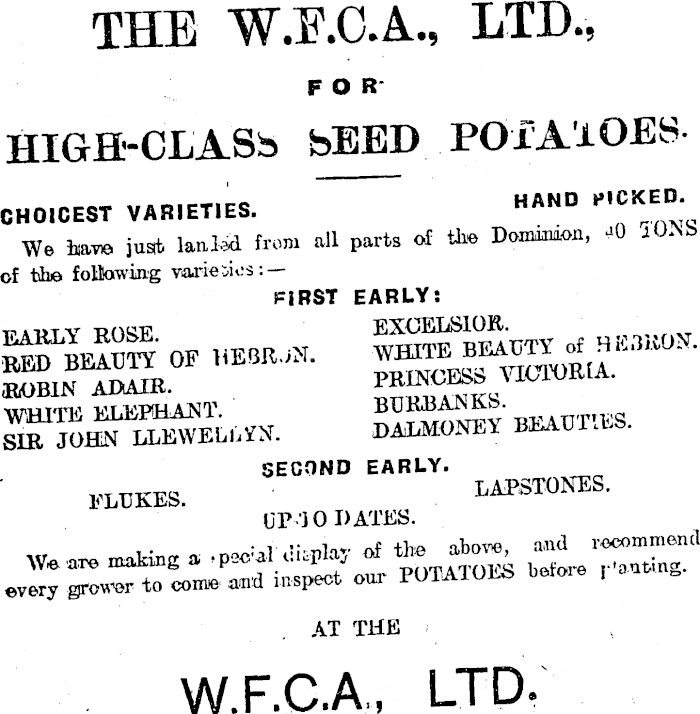 THE W.F.C.A., LTD.,
FOR
HIGH-CLASS SEED POTATOES.
CHOICEST VARIETIES. HAND PICKED.
We have just landed from all parts of the Dominion, 40 TONS
of the following varieties:—
FIRST EARLY:
EARLY ROSE. EXCELSIOR.
RED BEAUTY OF HEBRON. WHITE BEAUTY of HEBRON.
ROBIN ADAIR. PRINCESS VICTORIA.
WHITE ELEPHANT. BURBANKS.
SIR JOHN LLEWELLYN. DALMONEY BEAUTIES.
SECOND EARLY.
FLUKES. LAPSTONES.
UP TO DATES.
We are making a special display of the above, and recommend
every grower to come and inspect our POTATOES before planting.
AT THE
W.F.C.A., LTD.